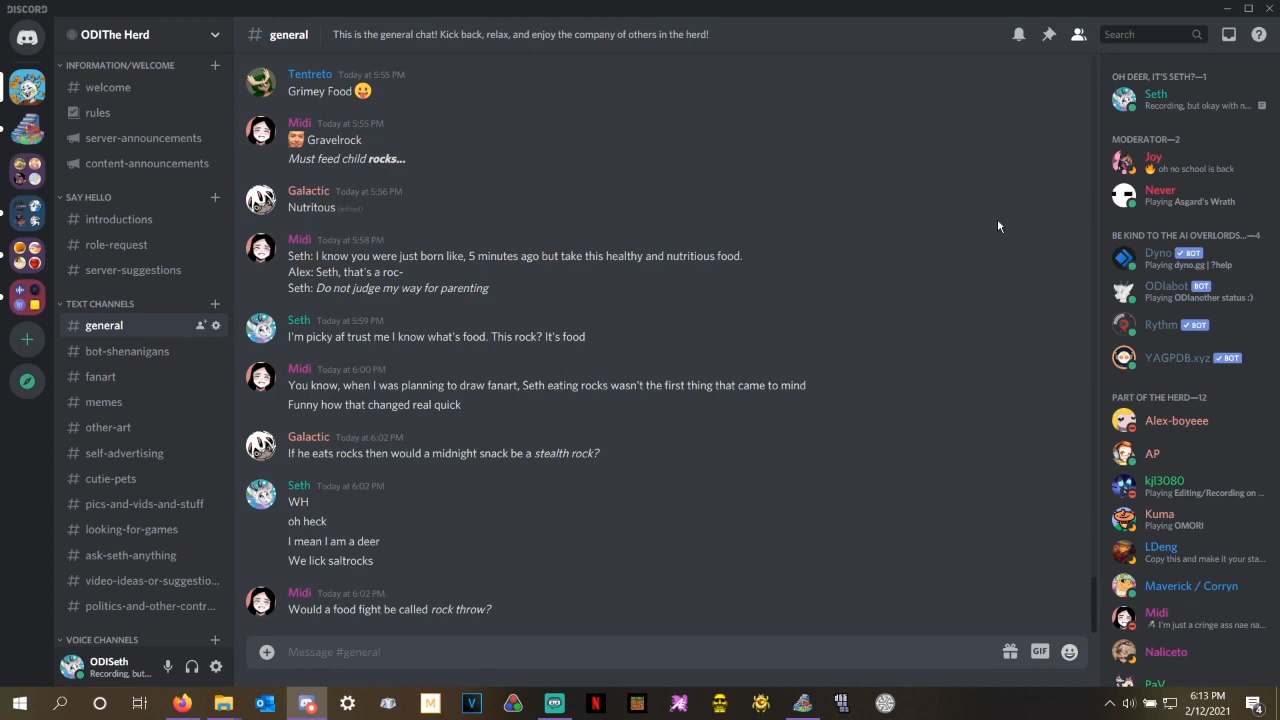 DISCORD
ODIThe Herd
INFORMATION/WELCOME
welcome
rules
server-announcements
content-announcements
SAY HELLO
introductions
role-request
server-suggestions
TEXT CHANNELS
general
bot-shenanigans
fanart
memes
other-art
self-advertising
cutie-pets
pics-and-vids-and-stuff
looking-for-games
ask-seth-anything
video-ideas-or-suggestio...
politics-and-other-contr...
VOICE CHANNELS
ODISeth
Recording, but...
general
This is the general chat! Kick back, relax, and enjoy the company of others in the herd!
Search
Tentreto Today at 5:55 PM
Grimey Food
Midi Today at 5:55 PM
Gravelrock
Must feed child rocks...
Galactic Today at 5:56 PM
Nutritous (edited)
Midi Today at 5:58 PM
Seth: I know you were just born like, 5 minutes ago but take this healthy and nutritious food.
Alex: Seth, that's a roc-
Seth: Do not judge my way for parenting
Seth Today at 5:59 PM
I'm picky af trust me I know what's food. This rock? It's food
Midi Today at 6:00 PM
You know, when I was planning to draw fanart, Seth eating rocks wasn't the first thing that came to mind
Funny how that changed real quick
Galactic Today at 6:02 PM
If he eats rocks then would a midnight snack be a stealth rock?
Seth Today at 6:02 PM
WH
oh heck
I mean I am a deer
We lick saltrocks
Midi Today at 6:02 PM
Would a food fight be called rock throw?
Message #general
GIF
OH DEER, IT'S SETH?—1
Seth
Recording, but okay with n...
MODERATOR—2
Joy
oh no school is back
Never
Playing Asgard's Wrath
BE KIND TO THE AI OVERLORDS...—4
Dyno BOT
Playing dyno.gg | ?help
ODIabot BOT
Playing ODIanother status :)
Rythm BOT
YAGPDB.xyz BOT
PART OF THE HERD—12
Alex-boyeee
AP
kjl3080
Playing Editing/Recording on ...
Kuma
Playing OMORI
LDeng
Copy this and make it your sta...
Maverick / Corryn
Midi
I'm just a cringe ass nae na...
Naliceto
PaV
M
V
N
6:13 PM
2/12/2021
4